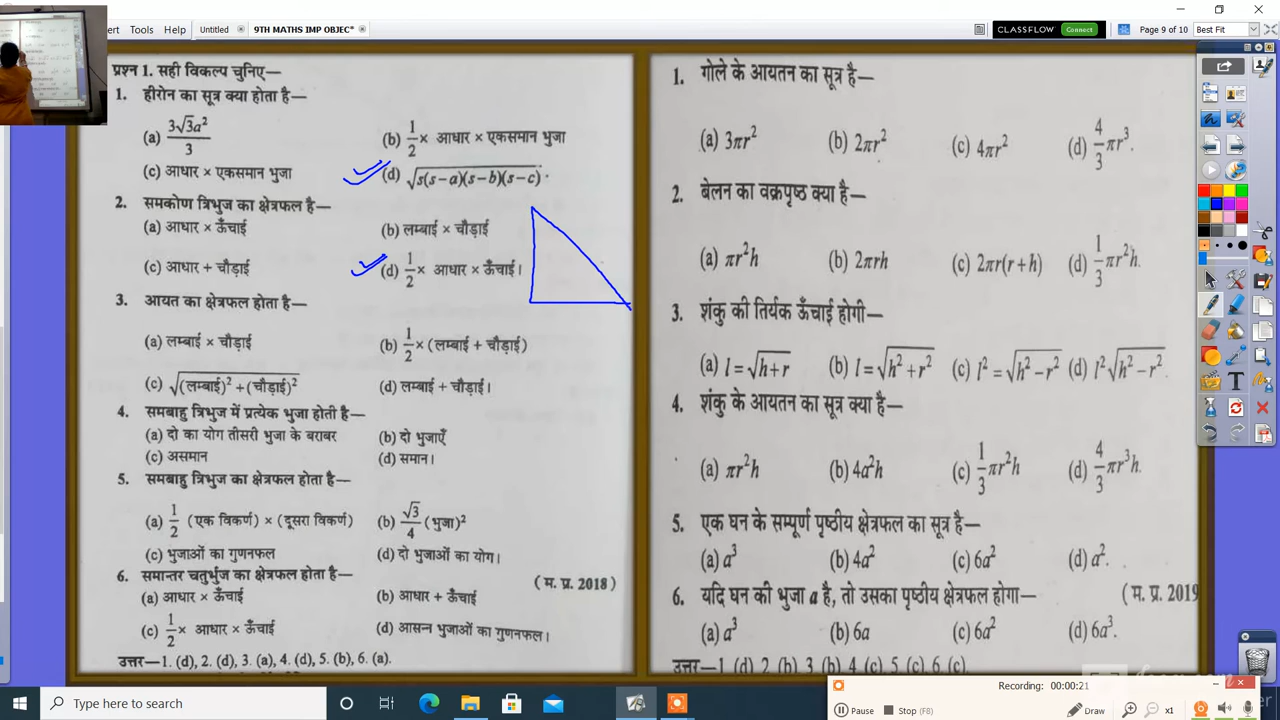 ert Tools Help Untitled 9TH MATHS IMP OBJEC* CLASSFLOW Connect Page 9 of 10 Best Fit
प्रश्न 1. सही विकल्प चुनिए—
1. हीरोन का सूत्र क्या होता है—
(a) 3√3a²/3 (b) 1/2 × आधार × एकसमान भुजा
(c) आधार × एकसमान भुजा (d) √s(s−a)(s−b)(s−c)·
2. समकोण त्रिभुज का क्षेत्रफल है—
(a) आधार × ऊँचाई (b) लम्बाई × चौड़ाई
(c) आधार + चौड़ाई (d) 1/2 × आधार × ऊँचाई।
3. आयत का क्षेत्रफल होता है—
(a) लम्बाई × चौड़ाई (b) 1/2 × (लम्बाई + चौड़ाई)
(c) √(लम्बाई)² + (चौड़ाई)² (d) लम्बाई + चौड़ाई।
4. समबाहु त्रिभुज में प्रत्येक भुजा होती है—
(a) दो का योग तीसरी भुजा के बराबर (b) दो भुजाएँ
(c) असमान (d) समान।
5. समबाहु त्रिभुज का क्षेत्रफल होता है—
(a) 1/2 (एक विकर्ण) × (दूसरा विकर्ण) (b) √3/4 (भुजा)²
(c) भुजाओं का गुणनफल (d) दो भुजाओं का योग।
6. समान्तर चतुर्भुज का क्षेत्रफल होता है— (म. प्र. 2018)
(a) आधार × ऊँचाई (b) आधार + ऊँचाई
(c) 1/2 × आधार × ऊँचाई (d) आसन्न भुजाओं का गुणनफल।
उत्तर—1. (d), 2. (d), 3. (a), 4. (d), 5. (b), 6. (a).
1. गोले के आयतन का सूत्र है—
(a) 3πr² (b) 2πr² (c) 4πr² (d) 4/3 πr³.
2. बेलन का वक्रपृष्ठ क्या है—
(a) πr²h (b) 2πrh (c) 2πr(r+h) (d) 1/3 πr²h.
3. शंकु की तिर्यक ऊँचाई होगी—
(a) l = √h+r (b) l = √h²+r² (c) l² = √h²−r² (d) l²√h²−r².
4. शंकु के आयतन का सूत्र क्या है—
(a) πr²h (b) 4a²h (c) 1/3 πr²h (d) 4/3 πr³h.
5. एक घन के सम्पूर्ण पृष्ठीय क्षेत्रफल का सूत्र है—
(a) a³ (b) 4a² (c) 6a² (d) a².
6. यदि घन की भुजा a है, तो उसका पृष्ठीय क्षेत्रफल होगा— (म. प्र. 2019
(a) a³ (b) 6a (c) 6a² (d) 6a³.
उत्तर—1. (d), 2. (b), 3. (b), 4. (c), 5. (c), 6. (c).
Recording: 00:00:21
Pause Stop (F8) Draw x1
Type here to search